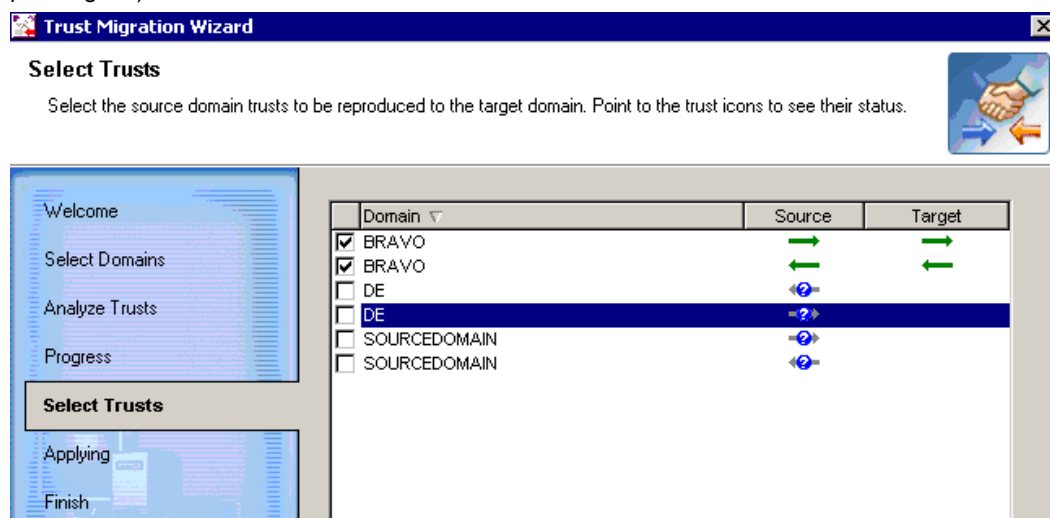 Trust Migration Wizard
Select Trusts
Select the source domain trusts to be reproduced to the target domain. Point to the trust icons to see their status.
Welcome
Select Domains
Analyze Trusts
Progress
Select Trusts
Applying
Finish
Domain Source Target
BRAVO
BRAVO
DE
DE
SOURCEDOMAIN
SOURCEDOMAIN